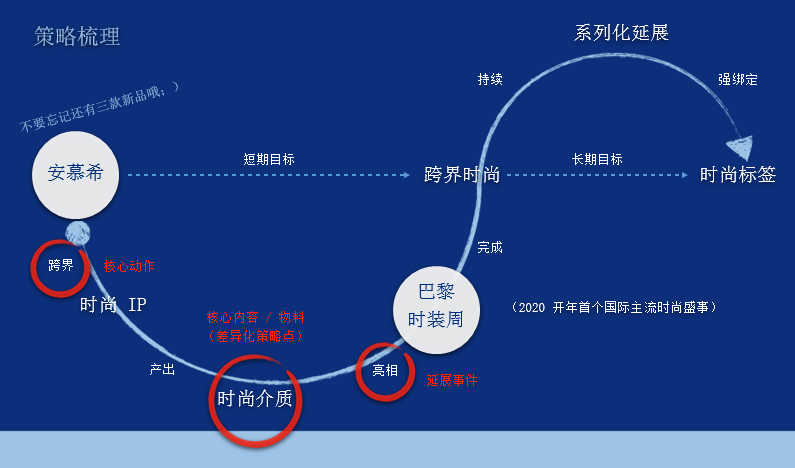 策略梳理
系列化延展
持续
强绑定
不要忘记还有三款新品哦；）
安慕希
短期目标
跨界时尚
长期目标
时尚标签
完成
跨界
核心动作
时尚 IP
巴黎
时装周
（2020 开年首个国际主流时尚盛事）
核心内容 / 物料
（差异化策略点）
产出
亮相
延展事件
时尚介质